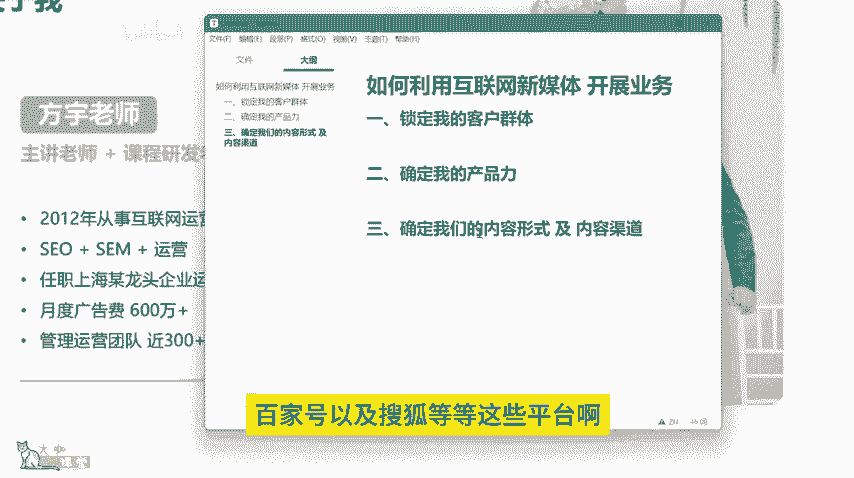 方宇老师
主讲老师 + 课程研发
• 2012年从事互联网运营
• SEO + SEM + 运营
• 任职上海某龙头企业运
• 月度广告费 600万+
• 管理运营团队 近300+
文件(F) 编辑(E) 段落(P) 格式(O) 视图(V) 主题(T) 帮助(H)
文件 大纲
如何利用互联网新媒体 开展业务
一、锁定我的客户群体
二、确定我的产品力
三、确定我们的内容形式 及
内容渠道
如何利用互联网新媒体 开展业务
一、锁定我的客户群体
二、确定我的产品力
三、确定我们的内容形式 及 内容渠道
百家号以及搜狐等等这些平台啊
大咖